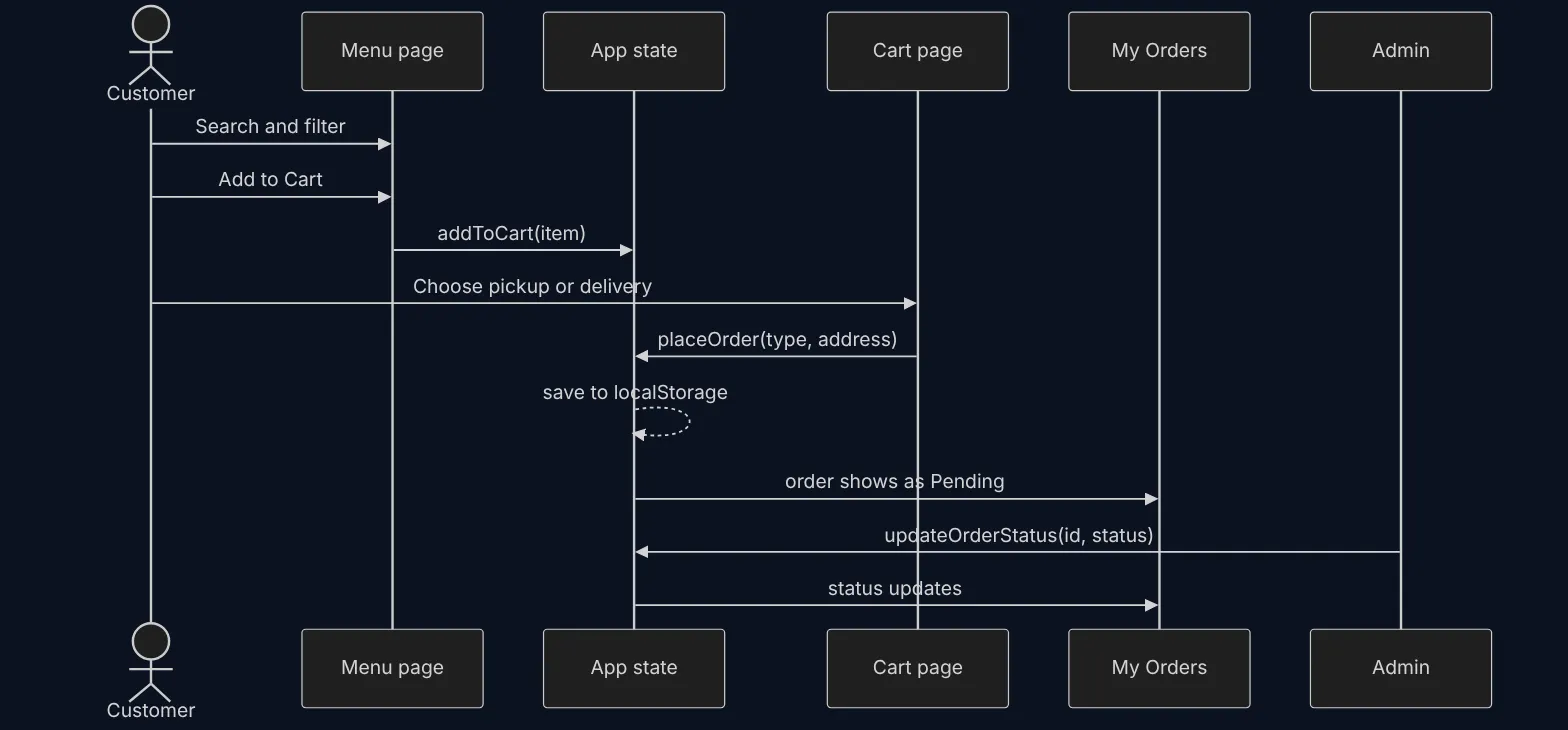 Customer
Menu page
App state
Cart page
My Orders
Admin
Search and filter
Add to Cart
addToCart(item)
Choose pickup or delivery
placeOrder(type, address)
save to localStorage
order shows as Pending
updateOrderStatus(id, status)
status updates
Customer
Menu page
App state
Cart page
My Orders
Admin